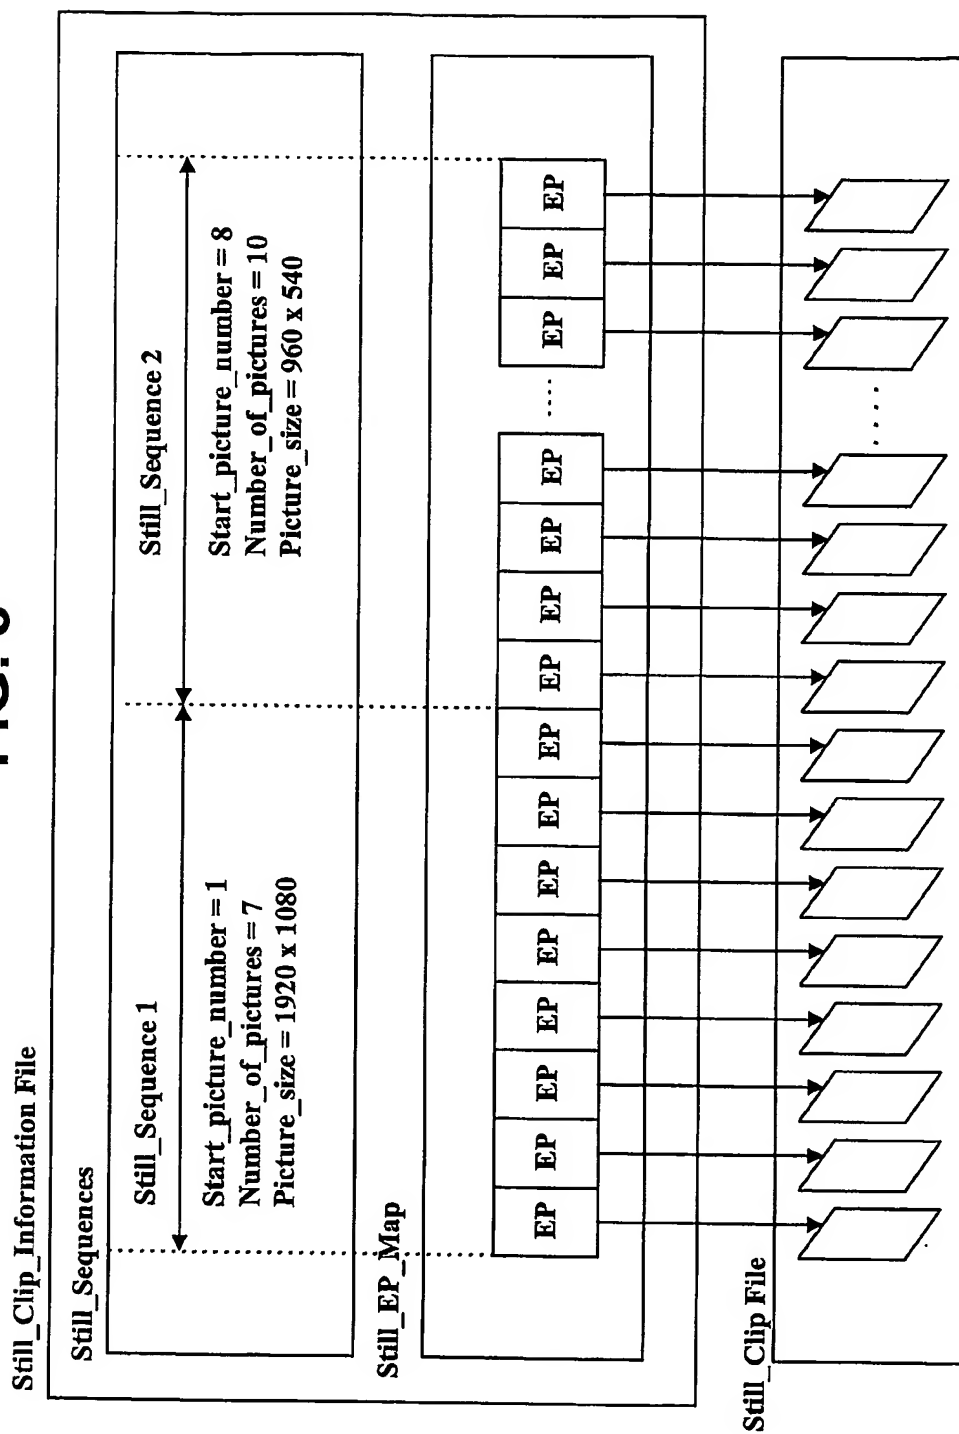 Still_Clip_Information File
Still_Sequences
Still_Sequence 1
Start_picture_number = 1
Number_of_pictures = 7
Picture_size = 1920 x 1080
Still_Sequence 2
Start_picture_number = 8
Number_of_pictures = 10
Picture_size = 960 x 540
Still_EP_Map
EP EP EP EP EP EP EP EP EP EP EP EP ..... EP EP EP
Still_Clip File